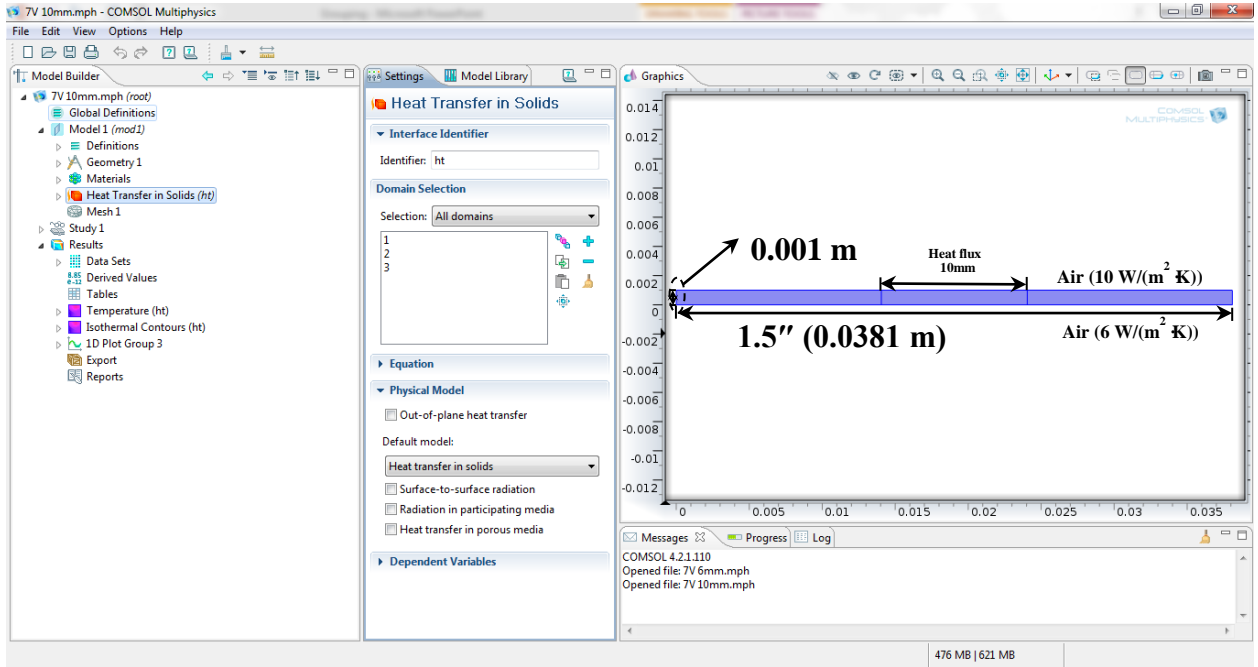 7V 10mm.mph - COMSOL Multiphysics
File Edit View Options Help
Model Builder
7V 10mm.mph (root)
Global Definitions
Model 1 (mod1)
Definitions
Geometry 1
Materials
Heat Transfer in Solids (ht)
Mesh 1
Study 1
Results
Data Sets
8.85
e-12
Derived Values
Tables
Temperature (ht)
Isothermal Contours (ht)
1D Plot Group 3
Export
Reports
Settings Model Library
Heat Transfer in Solids
Interface Identifier
Identifier: ht
Domain Selection
Selection: All domains
1
2
3
Equation
Physical Model
Out-of-plane heat transfer
Default model:
Heat transfer in solids
Surface-to-surface radiation
Radiation in participating media
Heat transfer in porous media
Dependent Variables
Graphics
COMSOL
MULTIPHYSICS
0.014
0.012
0.01
0.008
0.006
0.004
0.002
0
-0.002
-0.004
-0.006
-0.008
-0.01
-0.012
0.001 m
Heat flux
10mm
Air (10 W/(m² K))
1.5″ (0.0381 m)
Air (6 W/(m² K))
0 0.005 0.01 0.015 0.02 0.025 0.03 0.035
Messages Progress Log
COMSOL 4.2.1.110
Opened file: 7V 6mm.mph
Opened file: 7V 10mm.mph
476 MB | 621 MB